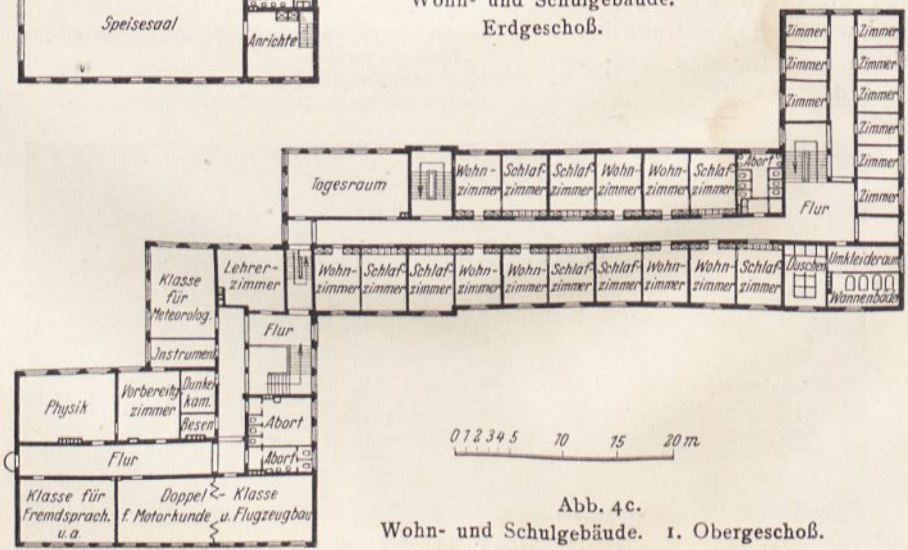 Wohn- und Schulgebäude.
Erdgeschoß.
Speisesaal
Anrichte
Zimmer
Zimmer
Zimmer
Zimmer
Zimmer
Zimmer
Zimmer
Zimmer
Zimmer
Tagesraum
Wohn-
zimmer
Schlaf-
zimmer
Schlaf-
zimmer
Wohn-
zimmer
Wohn-
zimmer
Schlaf-
zimmer
Abort
Flur
Klasse
für
Meteorolog.
Lehrer-
zimmer
Wohn-
zimmer
Schlaf-
zimmer
Schlaf-
zimmer
Wohn-
zimmer
Wohn-
zimmer
Schlaf-
zimmer
Schlaf-
zimmer
Wohn-
zimmer
Wohn-
zimmer
Schlaf-
zimmer
Duschen
Umkleideraum
Wannenbäder
Instrument
Flur
Physik
Vorbereitg.
zimmer
Dunkel
kam.
Besen
Abort
Abort
Flur
Klasse für
Fremdsprach.
u.a.
Doppel - Klasse
f. Motorkunde u. Flugzeugbau
0 1 2 3 4 5 10 15 20 m
Abb. 4c.
Wohn- und Schulgebäude. 1. Obergeschoß.